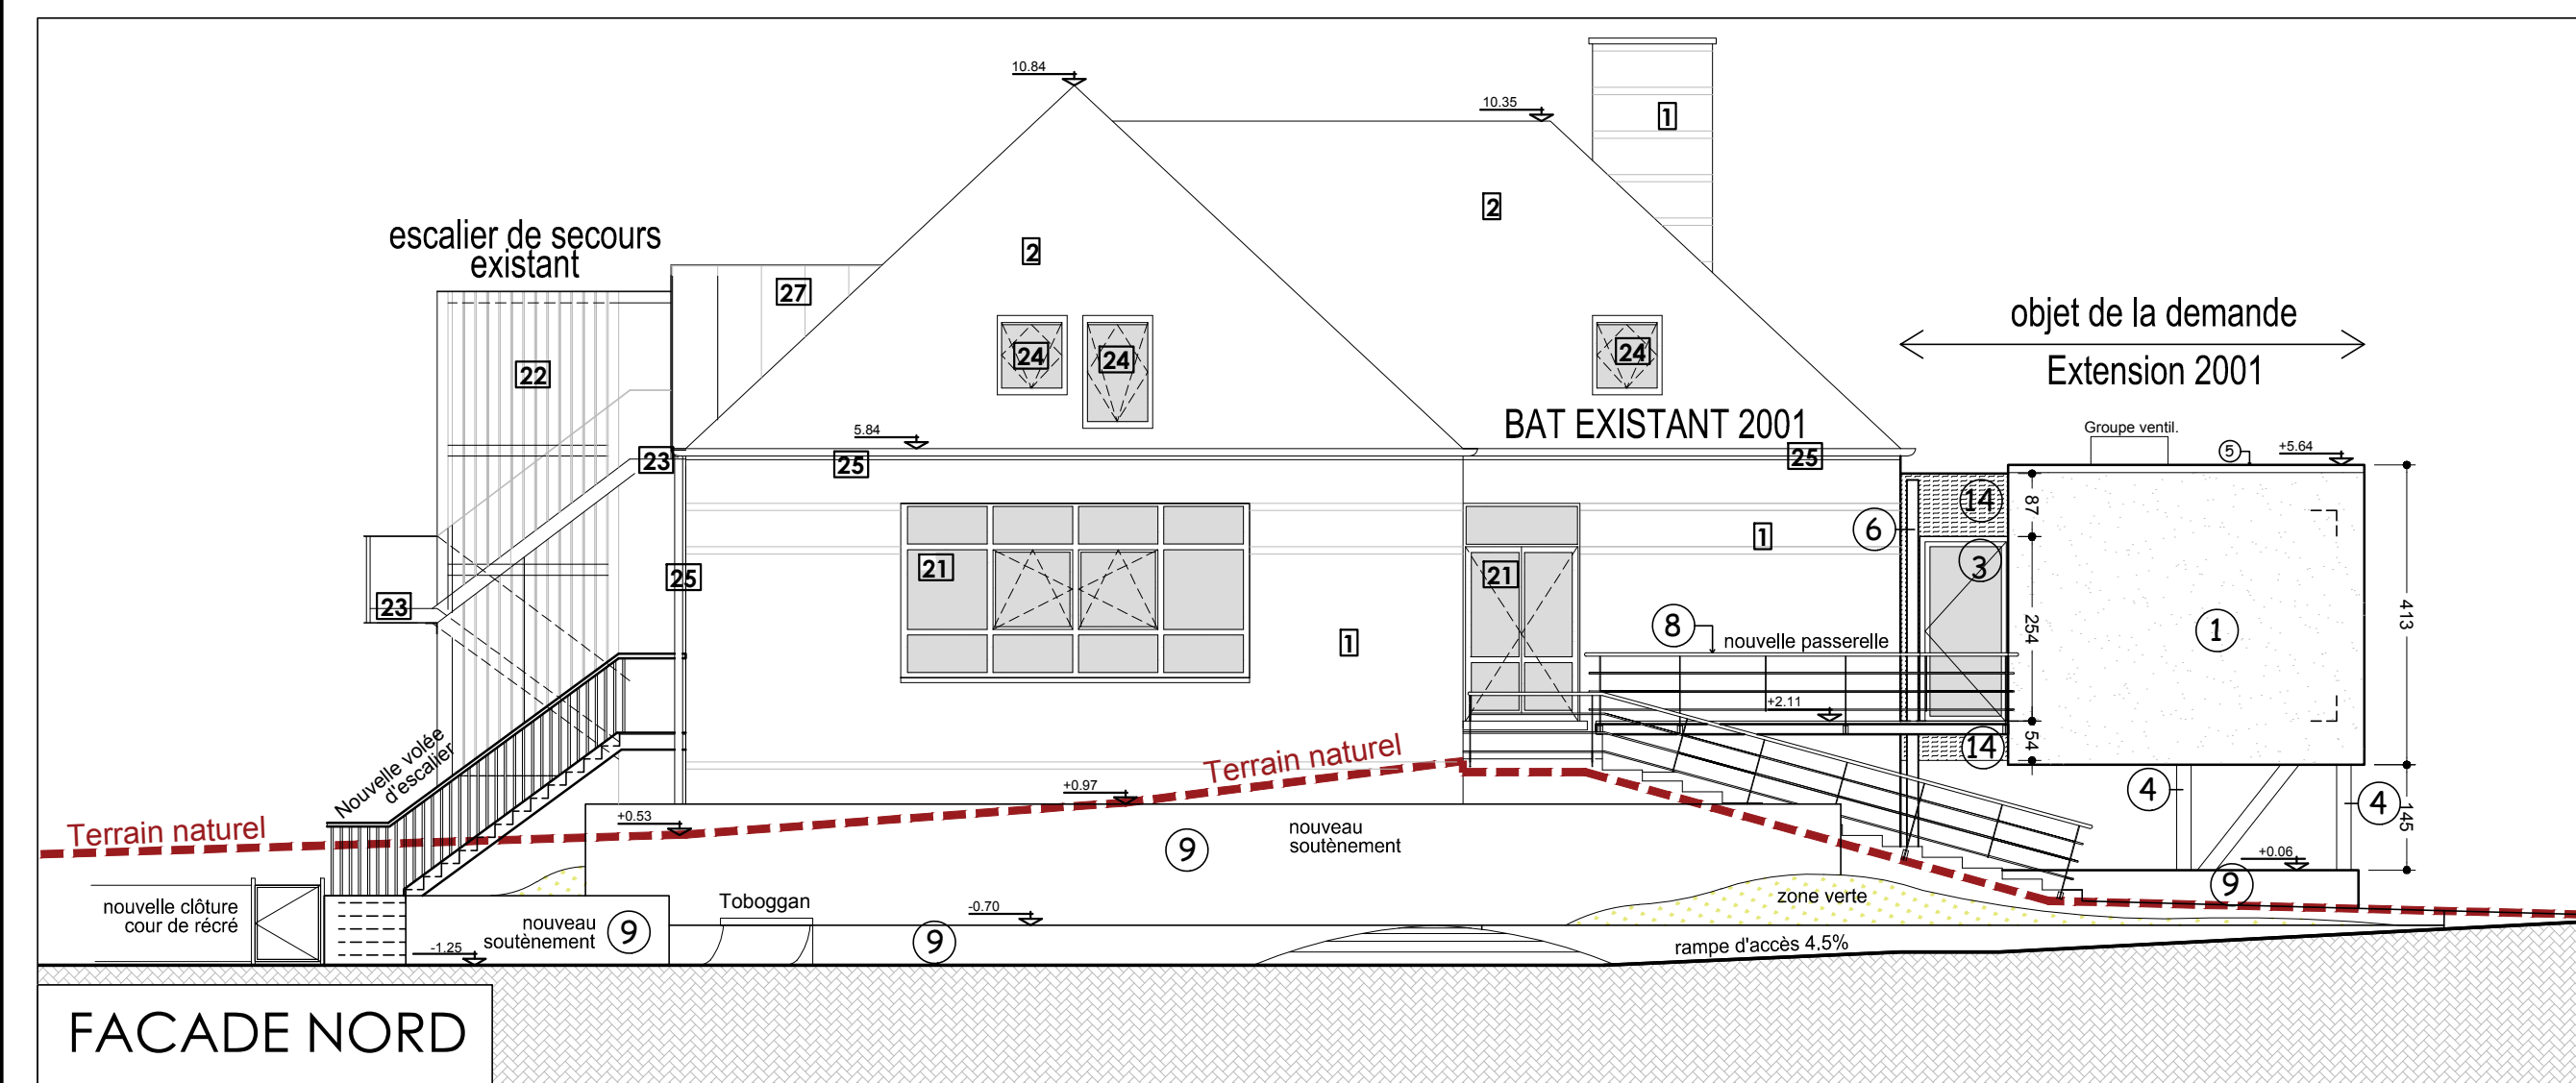 10.84
10.35
1
2
2
escalier de secours
existant
27
objet de la demande
Extension 2001
24
24
24
22
BAT EXISTANT 2001
5.84
Groupe ventil.
5
+5.64
23
25
25
14
87
6
1
3
21
21
25
23
254
413
1
8
nouvelle passerelle
1
+2.11
14
54
Nouvelle volée
d'escalier
Terrain naturel
+0.97
4
4
145
Terrain naturel
+0.53
nouveau
soutènement
9
+0.06
9
nouvelle clôture
cour de récré
Toboggan
-0.70
zone verte
nouveau
soutènement
9
9
-1.25
rampe d'accès 4.5%
FACADE NORD